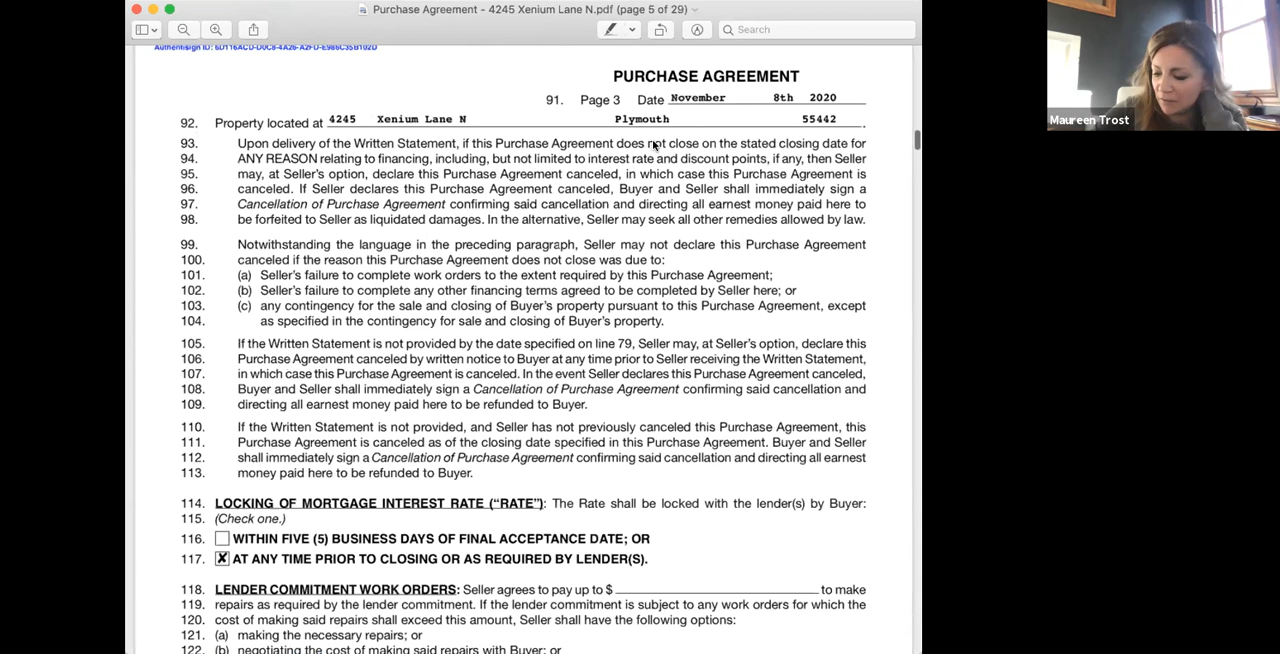 Purchase Agreement - 4245 Xenium Lane N.pdf (page 5 of 29)
Search
Maureen Trost
PURCHASE AGREEMENT
91. Page 3 Date November 8th 2020
92. Property located at 4245 Xenium Lane N Plymouth 55442 .
93. Upon delivery of the Written Statement, if this Purchase Agreement does not close on the stated closing date for
94. ANY REASON relating to financing, including, but not limited to interest rate and discount points, if any, then Seller
95. may, at Seller's option, declare this Purchase Agreement canceled, in which case this Purchase Agreement is
96. canceled. If Seller declares this Purchase Agreement canceled, Buyer and Seller shall immediately sign a
97. Cancellation of Purchase Agreement confirming said cancellation and directing all earnest money paid here to
98. be forfeited to Seller as liquidated damages. In the alternative, Seller may seek all other remedies allowed by law.
99. Notwithstanding the language in the preceding paragraph, Seller may not declare this Purchase Agreement
100. canceled if the reason this Purchase Agreement does not close was due to:
101. (a) Seller's failure to complete work orders to the extent required by this Purchase Agreement;
102. (b) Seller's failure to complete any other financing terms agreed to be completed by Seller here; or
103. (c) any contingency for the sale and closing of Buyer's property pursuant to this Purchase Agreement, except
104. as specified in the contingency for sale and closing of Buyer's property.
105. If the Written Statement is not provided by the date specified on line 79, Seller may, at Seller's option, declare this
106. Purchase Agreement canceled by written notice to Buyer at any time prior to Seller receiving the Written Statement,
107. in which case this Purchase Agreement is canceled. In the event Seller declares this Purchase Agreement canceled,
108. Buyer and Seller shall immediately sign a Cancellation of Purchase Agreement confirming said cancellation and
109. directing all earnest money paid here to be refunded to Buyer.
110. If the Written Statement is not provided, and Seller has not previously canceled this Purchase Agreement, this
111. Purchase Agreement is canceled as of the closing date specified in this Purchase Agreement. Buyer and Seller
112. shall immediately sign a Cancellation of Purchase Agreement confirming said cancellation and directing all earnest
113. money paid here to be refunded to Buyer.
114. LOCKING OF MORTGAGE INTEREST RATE ("RATE"): The Rate shall be locked with the lender(s) by Buyer:
115. (Check one.)
116. WITHIN FIVE (5) BUSINESS DAYS OF FINAL ACCEPTANCE DATE; OR
117. X AT ANY TIME PRIOR TO CLOSING OR AS REQUIRED BY LENDER(S).
118. LENDER COMMITMENT WORK ORDERS: Seller agrees to pay up to $ to make
119. repairs as required by the lender commitment. If the lender commitment is subject to any work orders for which the
120. cost of making said repairs shall exceed this amount, Seller shall have the following options:
121. (a) making the necessary repairs; or
122. (b) negotiating the cost of making said repairs with Buyer; or